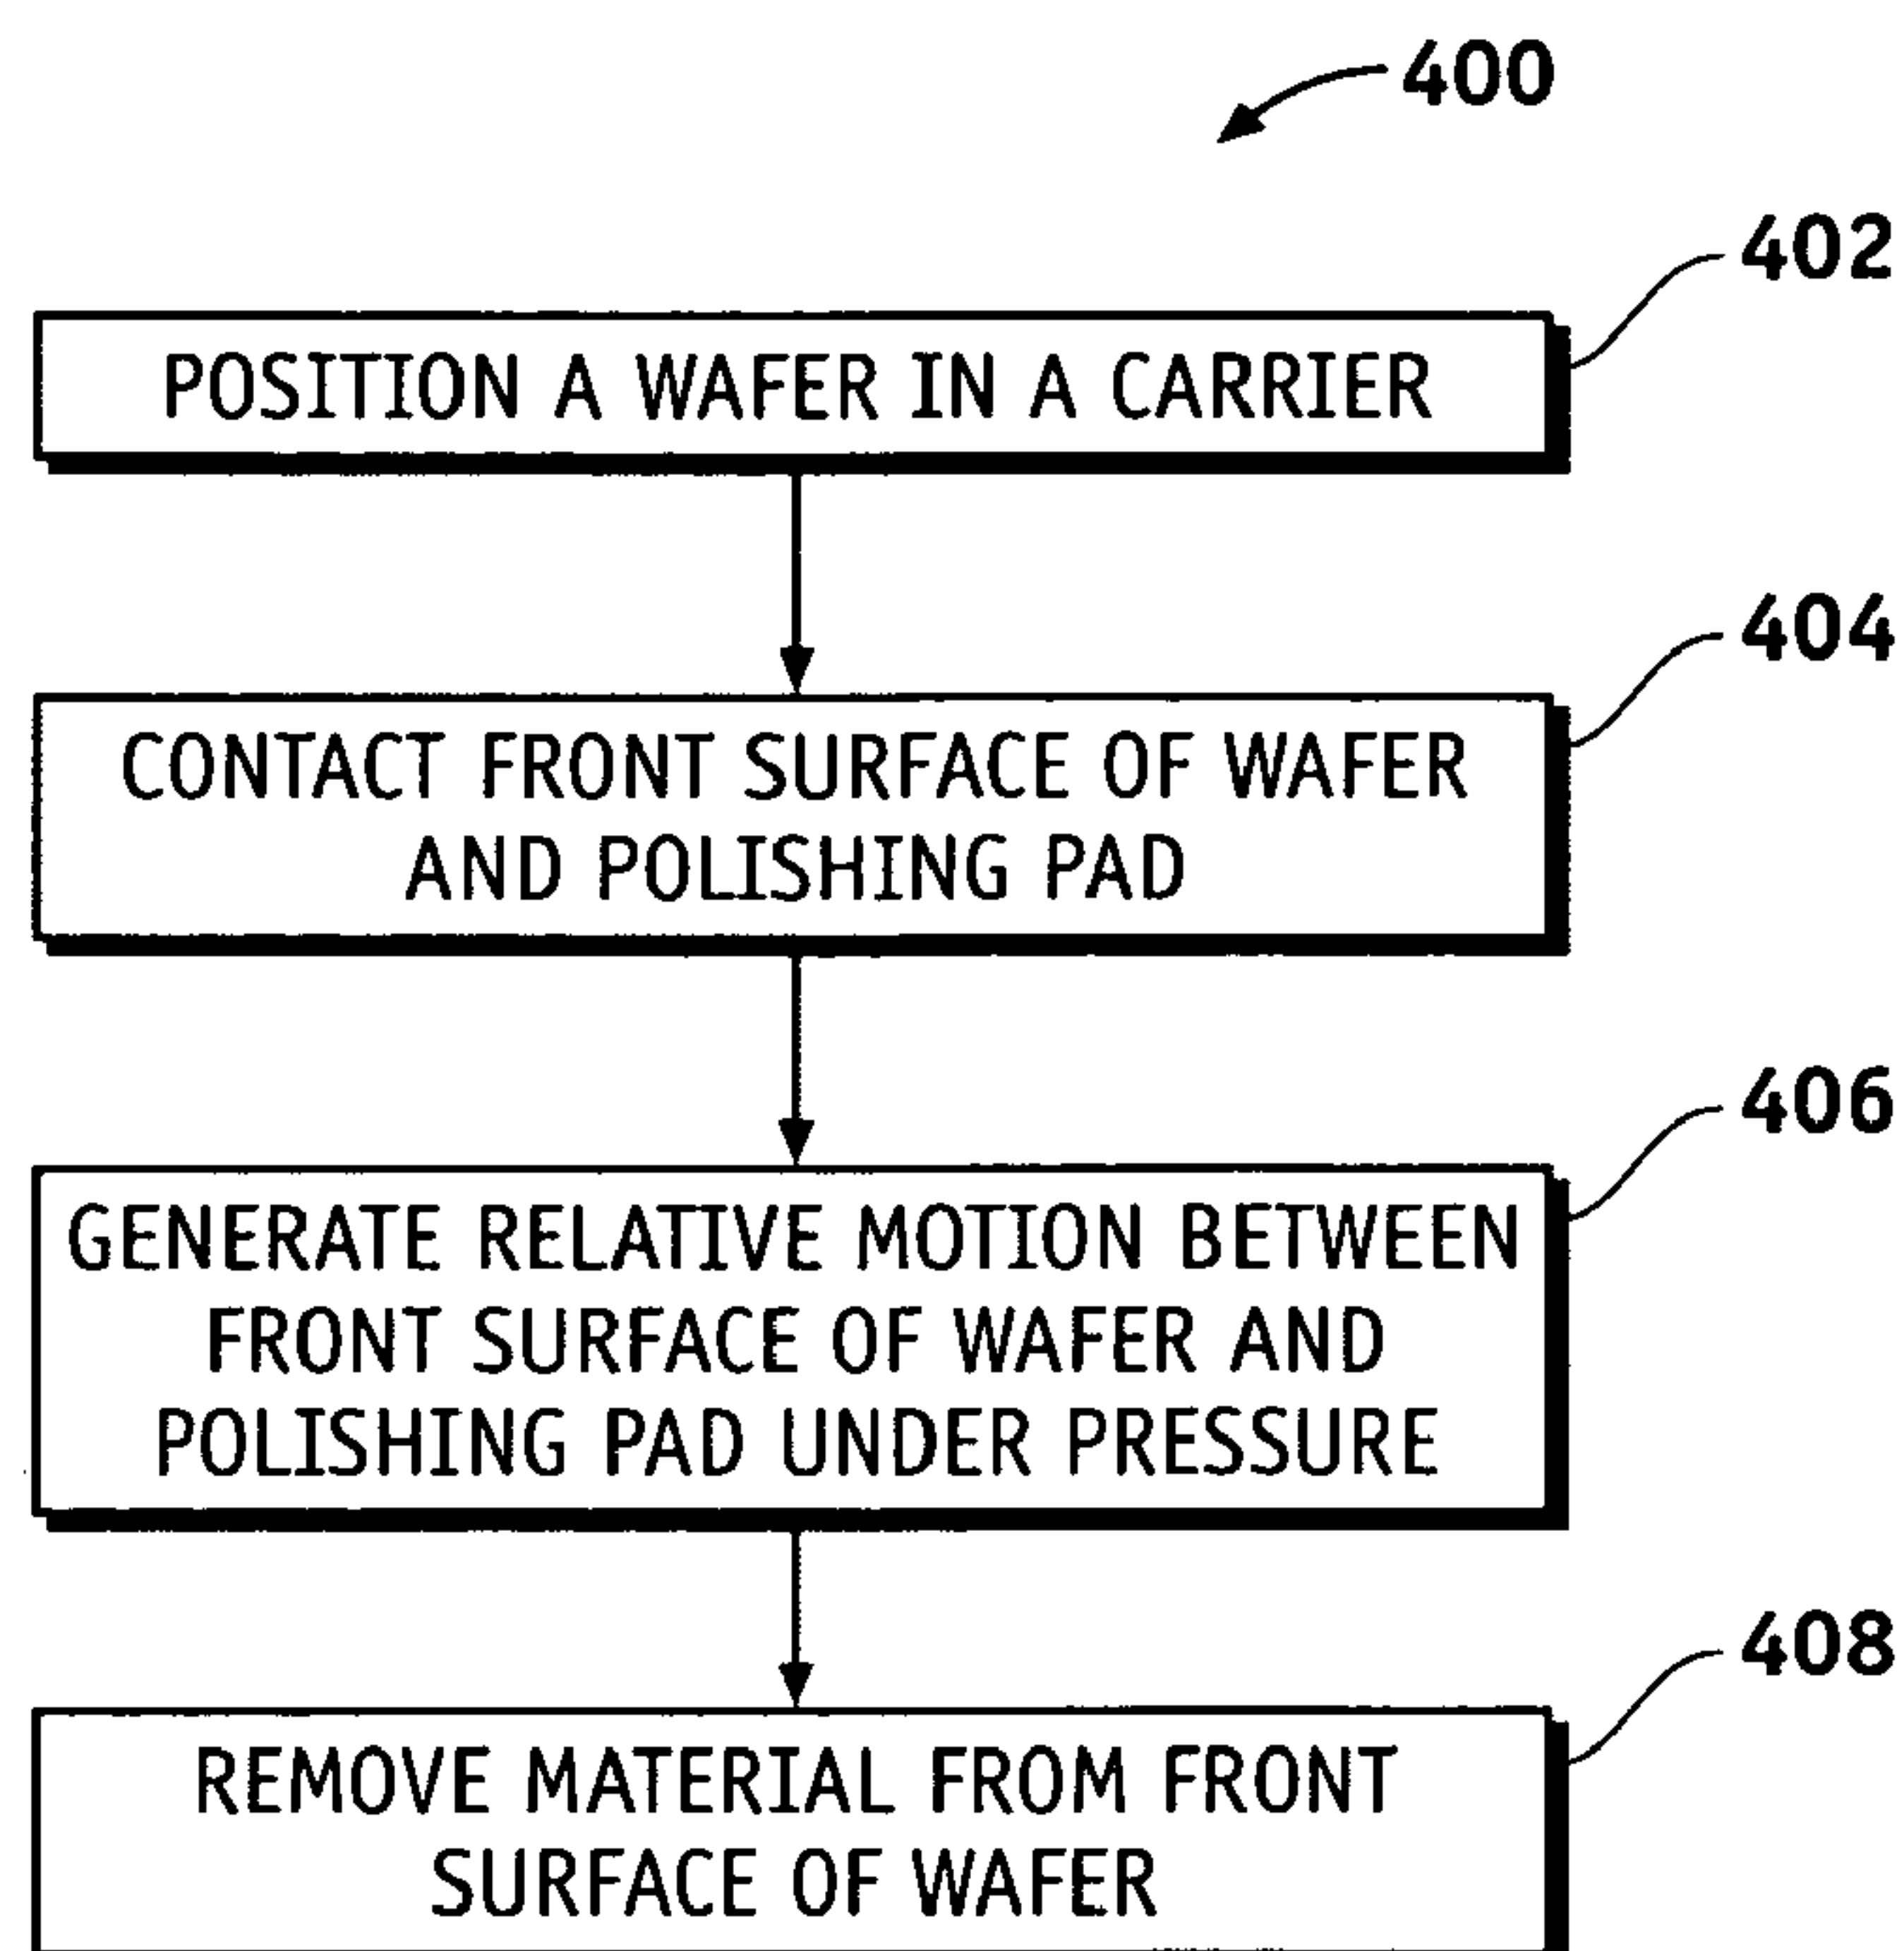 400
402
POSITION A WAFER IN A CARRIER
404
CONTACT FRONT SURFACE OF WAFER
AND POLISHING PAD
406
GENERATE RELATIVE MOTION BETWEEN
FRONT SURFACE OF WAFER AND
POLISHING PAD UNDER PRESSURE
408
REMOVE MATERIAL FROM FRONT
SURFACE OF WAFER